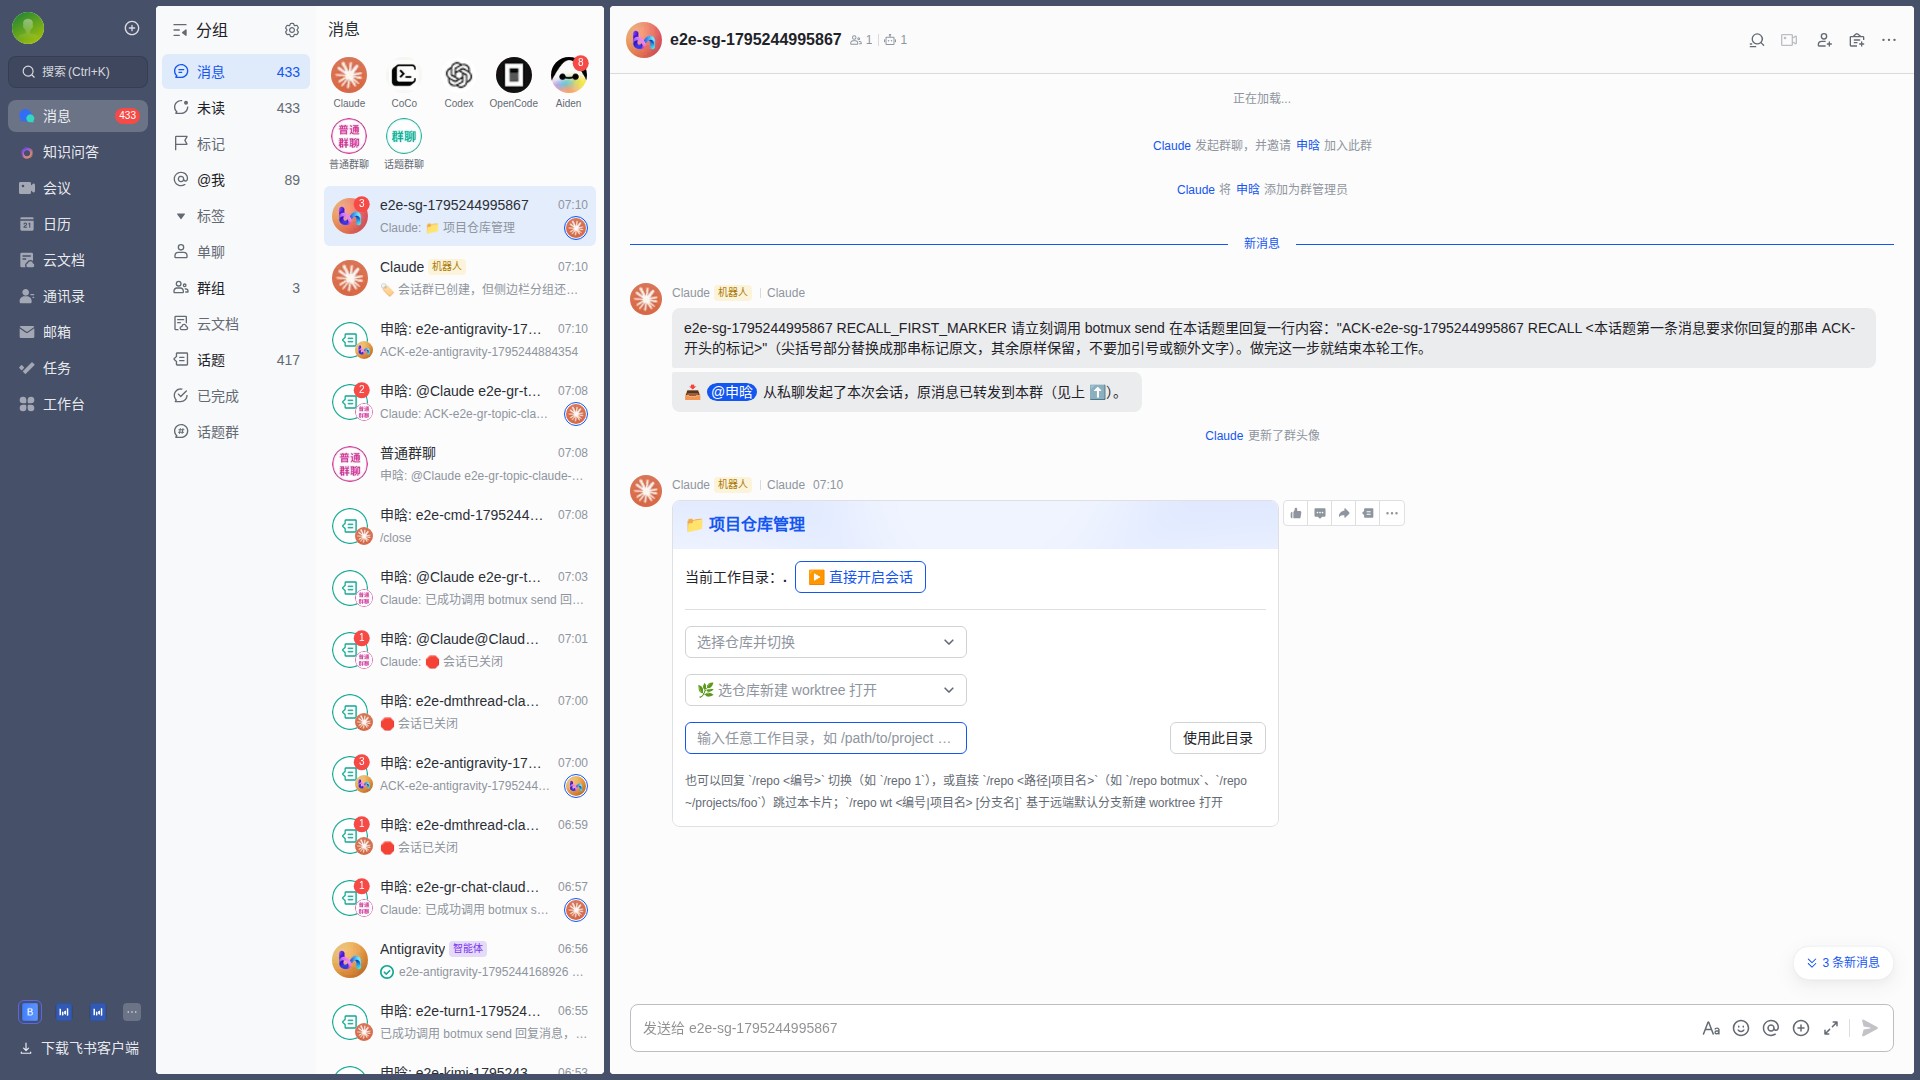 搜索 (Ctrl+K)
消息
433
知识问答
会议
日历
云文档
通讯录
邮箱
任务
工作台
下载飞书客户端
分组
消息 433
未读 433
标记
@我 89
标签
单聊
群组 3
云文档
话题 417
已完成
话题群
消息
Claude
CoCo
Codex
OpenCode
8
Aiden
普通群聊
普通群聊
群聊
话题群聊
3
e2e-sg-1795244995867 07:10
Claude: 📁 项目仓库管理
Claude 机器人 07:10
🏷️ 会话群已创建，但侧边栏分组还…
申晗: e2e-antigravity-17… 07:10
ACK-e2e-antigravity-1795244884354
2
申晗: @Claude e2e-gr-t… 07:08
Claude: ACK-e2e-gr-topic-cla…
普通群聊 07:08
申晗: @Claude e2e-gr-topic-claude-…
申晗: e2e-cmd-1795244… 07:08
/close
申晗: @Claude e2e-gr-t… 07:03
Claude: 已成功调用 botmux send 回…
1
申晗: @Claude@Claud… 07:01
Claude: 🛑 会话已关闭
申晗: e2e-dmthread-cla… 07:00
🛑 会话已关闭
3
申晗: e2e-antigravity-17… 07:00
ACK-e2e-antigravity-1795244…
1
申晗: e2e-dmthread-cla… 06:59
🛑 会话已关闭
1
申晗: e2e-gr-chat-claud… 06:57
Claude: 已成功调用 botmux s…
Antigravity 智能体 06:56
e2e-antigravity-1795244168926 …
申晗: e2e-turn1-179524… 06:55
已成功调用 botmux send 回复消息，…
申晗: e2e-kimi-1795243… 06:53
e2e-sg-1795244995867 1 1
正在加载...
Claude 发起群聊，并邀请 申晗 加入此群
Claude 将 申晗 添加为群管理员
新消息
Claude 机器人 Claude
e2e-sg-1795244995867 RECALL_FIRST_MARKER 请立刻调用 botmux send 在本话题里回复一行内容："ACK-e2e-sg-1795244995867 RECALL <本话题第一条消息要求你回复的那串 ACK-
开头的标记>"（尖括号部分替换成那串标记原文，其余原样保留，不要加引号或额外文字）。做完这一步就结束本轮工作。
📥 @申晗 从私聊发起了本次会话，原消息已转发到本群（见上 ⬆️）。
Claude 更新了群头像
Claude 机器人 Claude 07:10
📁 项目仓库管理
当前工作目录：. ▶️ 直接开启会话
选择仓库并切换
🌿 选仓库新建 worktree 打开
输入任意工作目录，如 /path/to/project … 使用此目录
也可以回复 `/repo <编号>` 切换（如 `/repo 1`），或直接 `/repo <路径|项目名>`（如 `/repo botmux`、`/repo
~/projects/foo`）跳过本卡片；`/repo wt <编号|项目名> [分支名]` 基于远端默认分支新建 worktree 打开
3 条新消息
发送给 e2e-sg-1795244995867